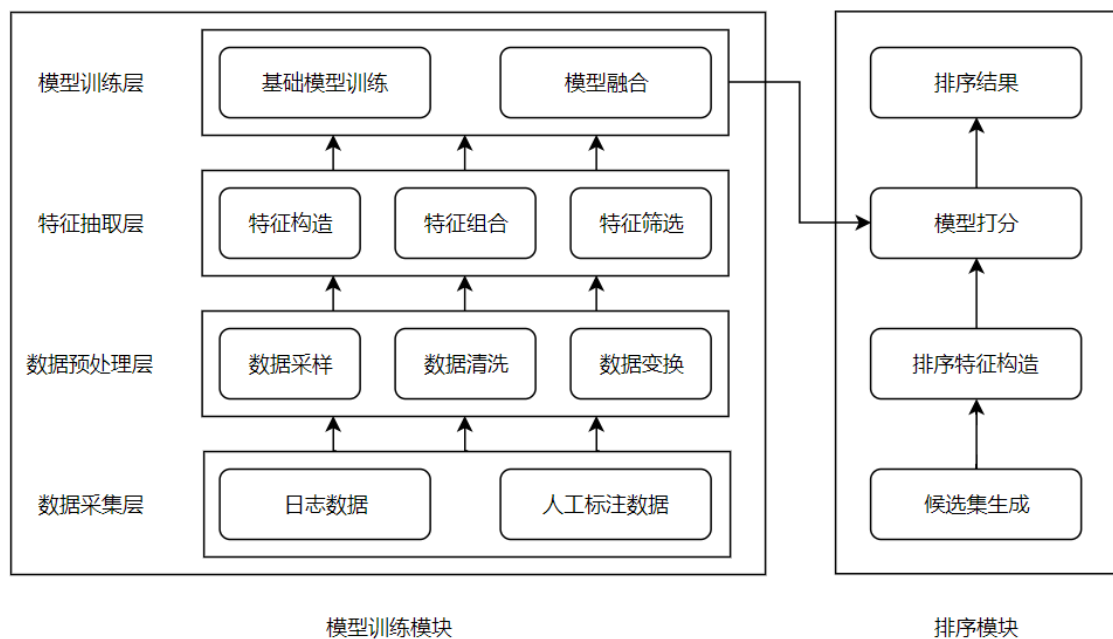 模型训练层
基础模型训练
模型融合
特征抽取层
特征构造
特征组合
特征筛选
数据预处理层
数据采样
数据清洗
数据变换
数据采集层
日志数据
人工标注数据
模型训练模块
排序结果
模型打分
排序特征构造
候选集生成
排序模块